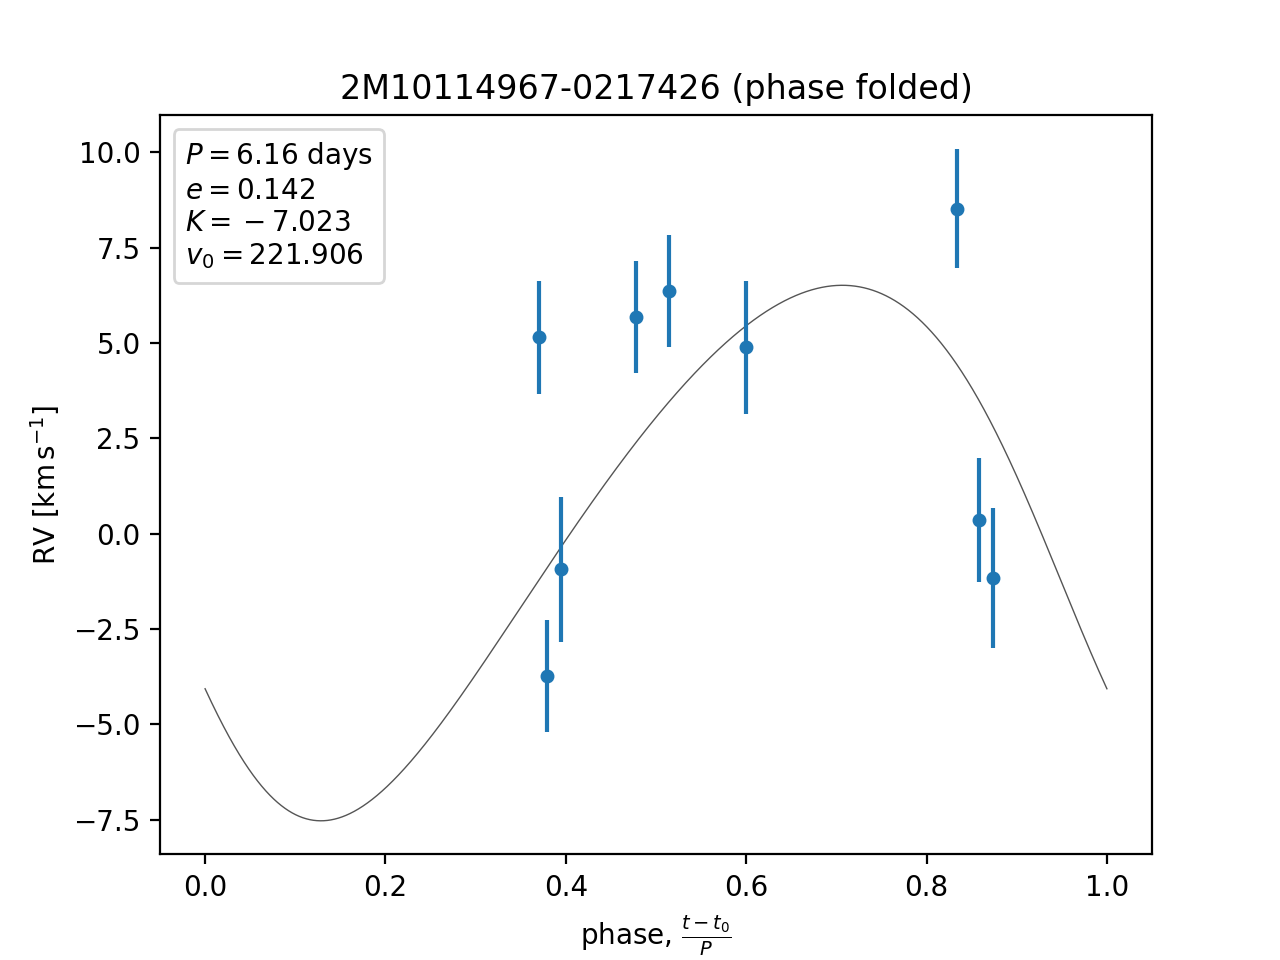 2M10114967-0217426 (phase folded)
P = 6.16 days
e = 0.142
K = −7.023
v₀ = 221.906
10.0
7.5
5.0
2.5
0.0
−2.5
−5.0
−7.5
RV [km s⁻¹]
0.0 0.2 0.4 0.6 0.8 1.0
phase, (t − t₀)/P